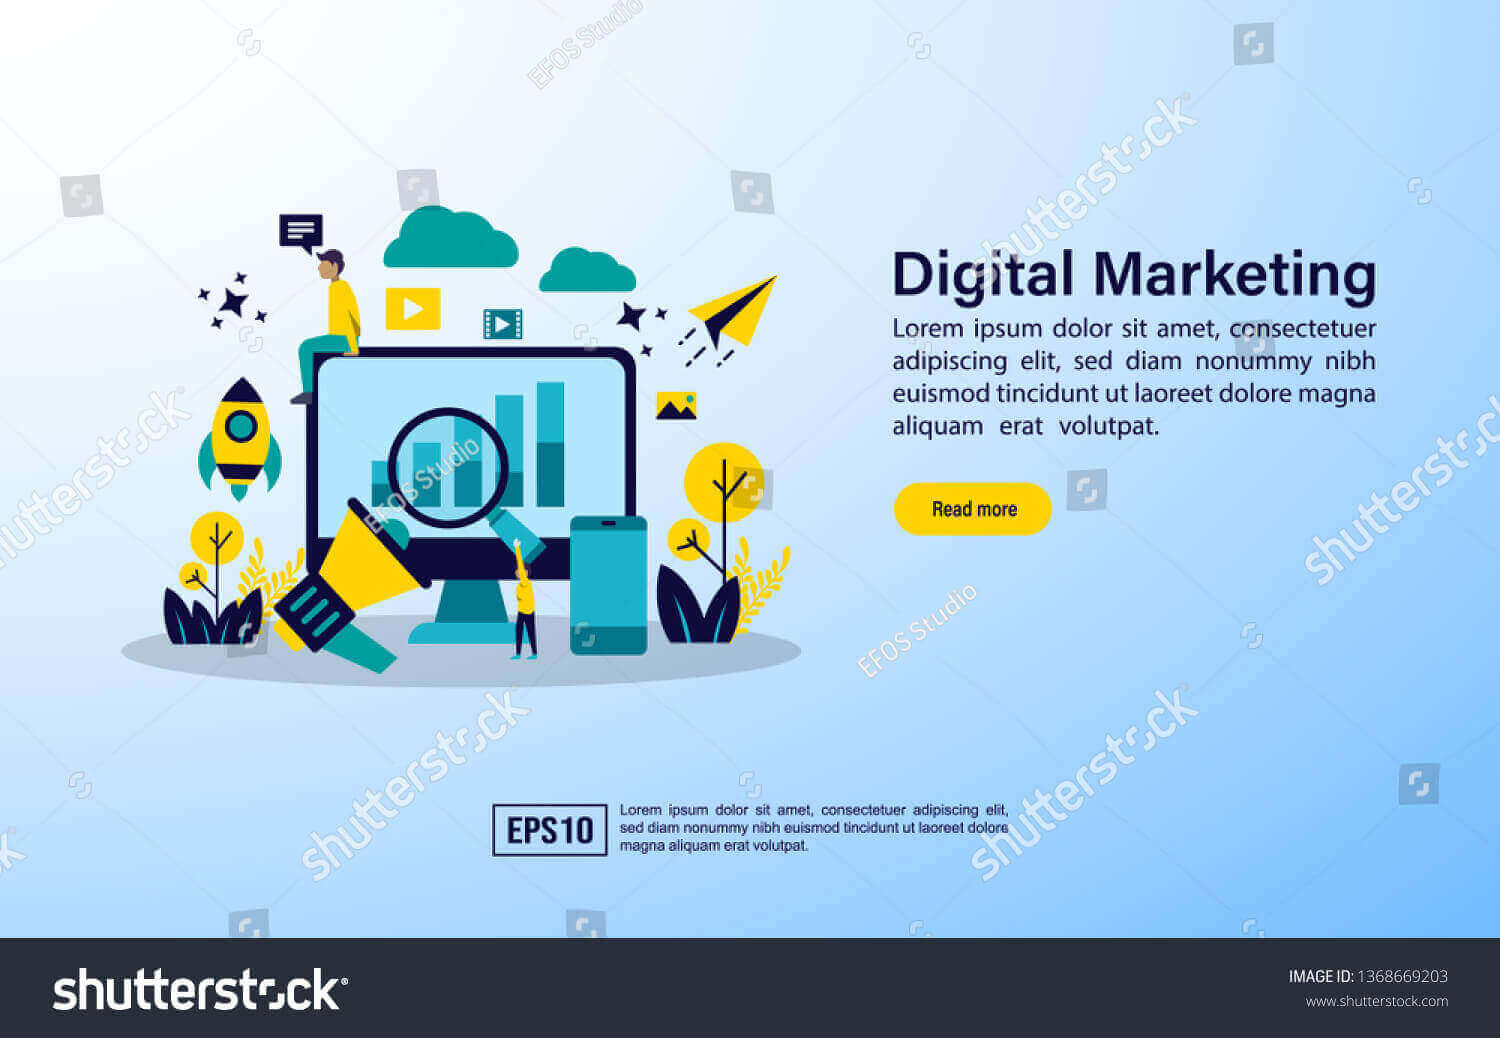 EFOS Studio
shutterstock
Digital Marketing
Lorem ipsum dolor sit amet, consectetuer
adipiscing elit, sed diam nonummy nibh
euismod tincidunt ut laoreet dolore magna
aliquam erat volutpat.
shutterstock
EFOS Studio
shutterstock
Read more
EFOS Studio
shutterstock
shutterstock
EPS10
Lorem ipsum dolor sit amet, consectetuer adipiscing elit,
sed diam nonummy nibh euismod tincidunt ut laoreet dolore
magna aliquam erat volutpat.
shutterstock
IMAGE ID: 1368669203
www.shutterstock.com